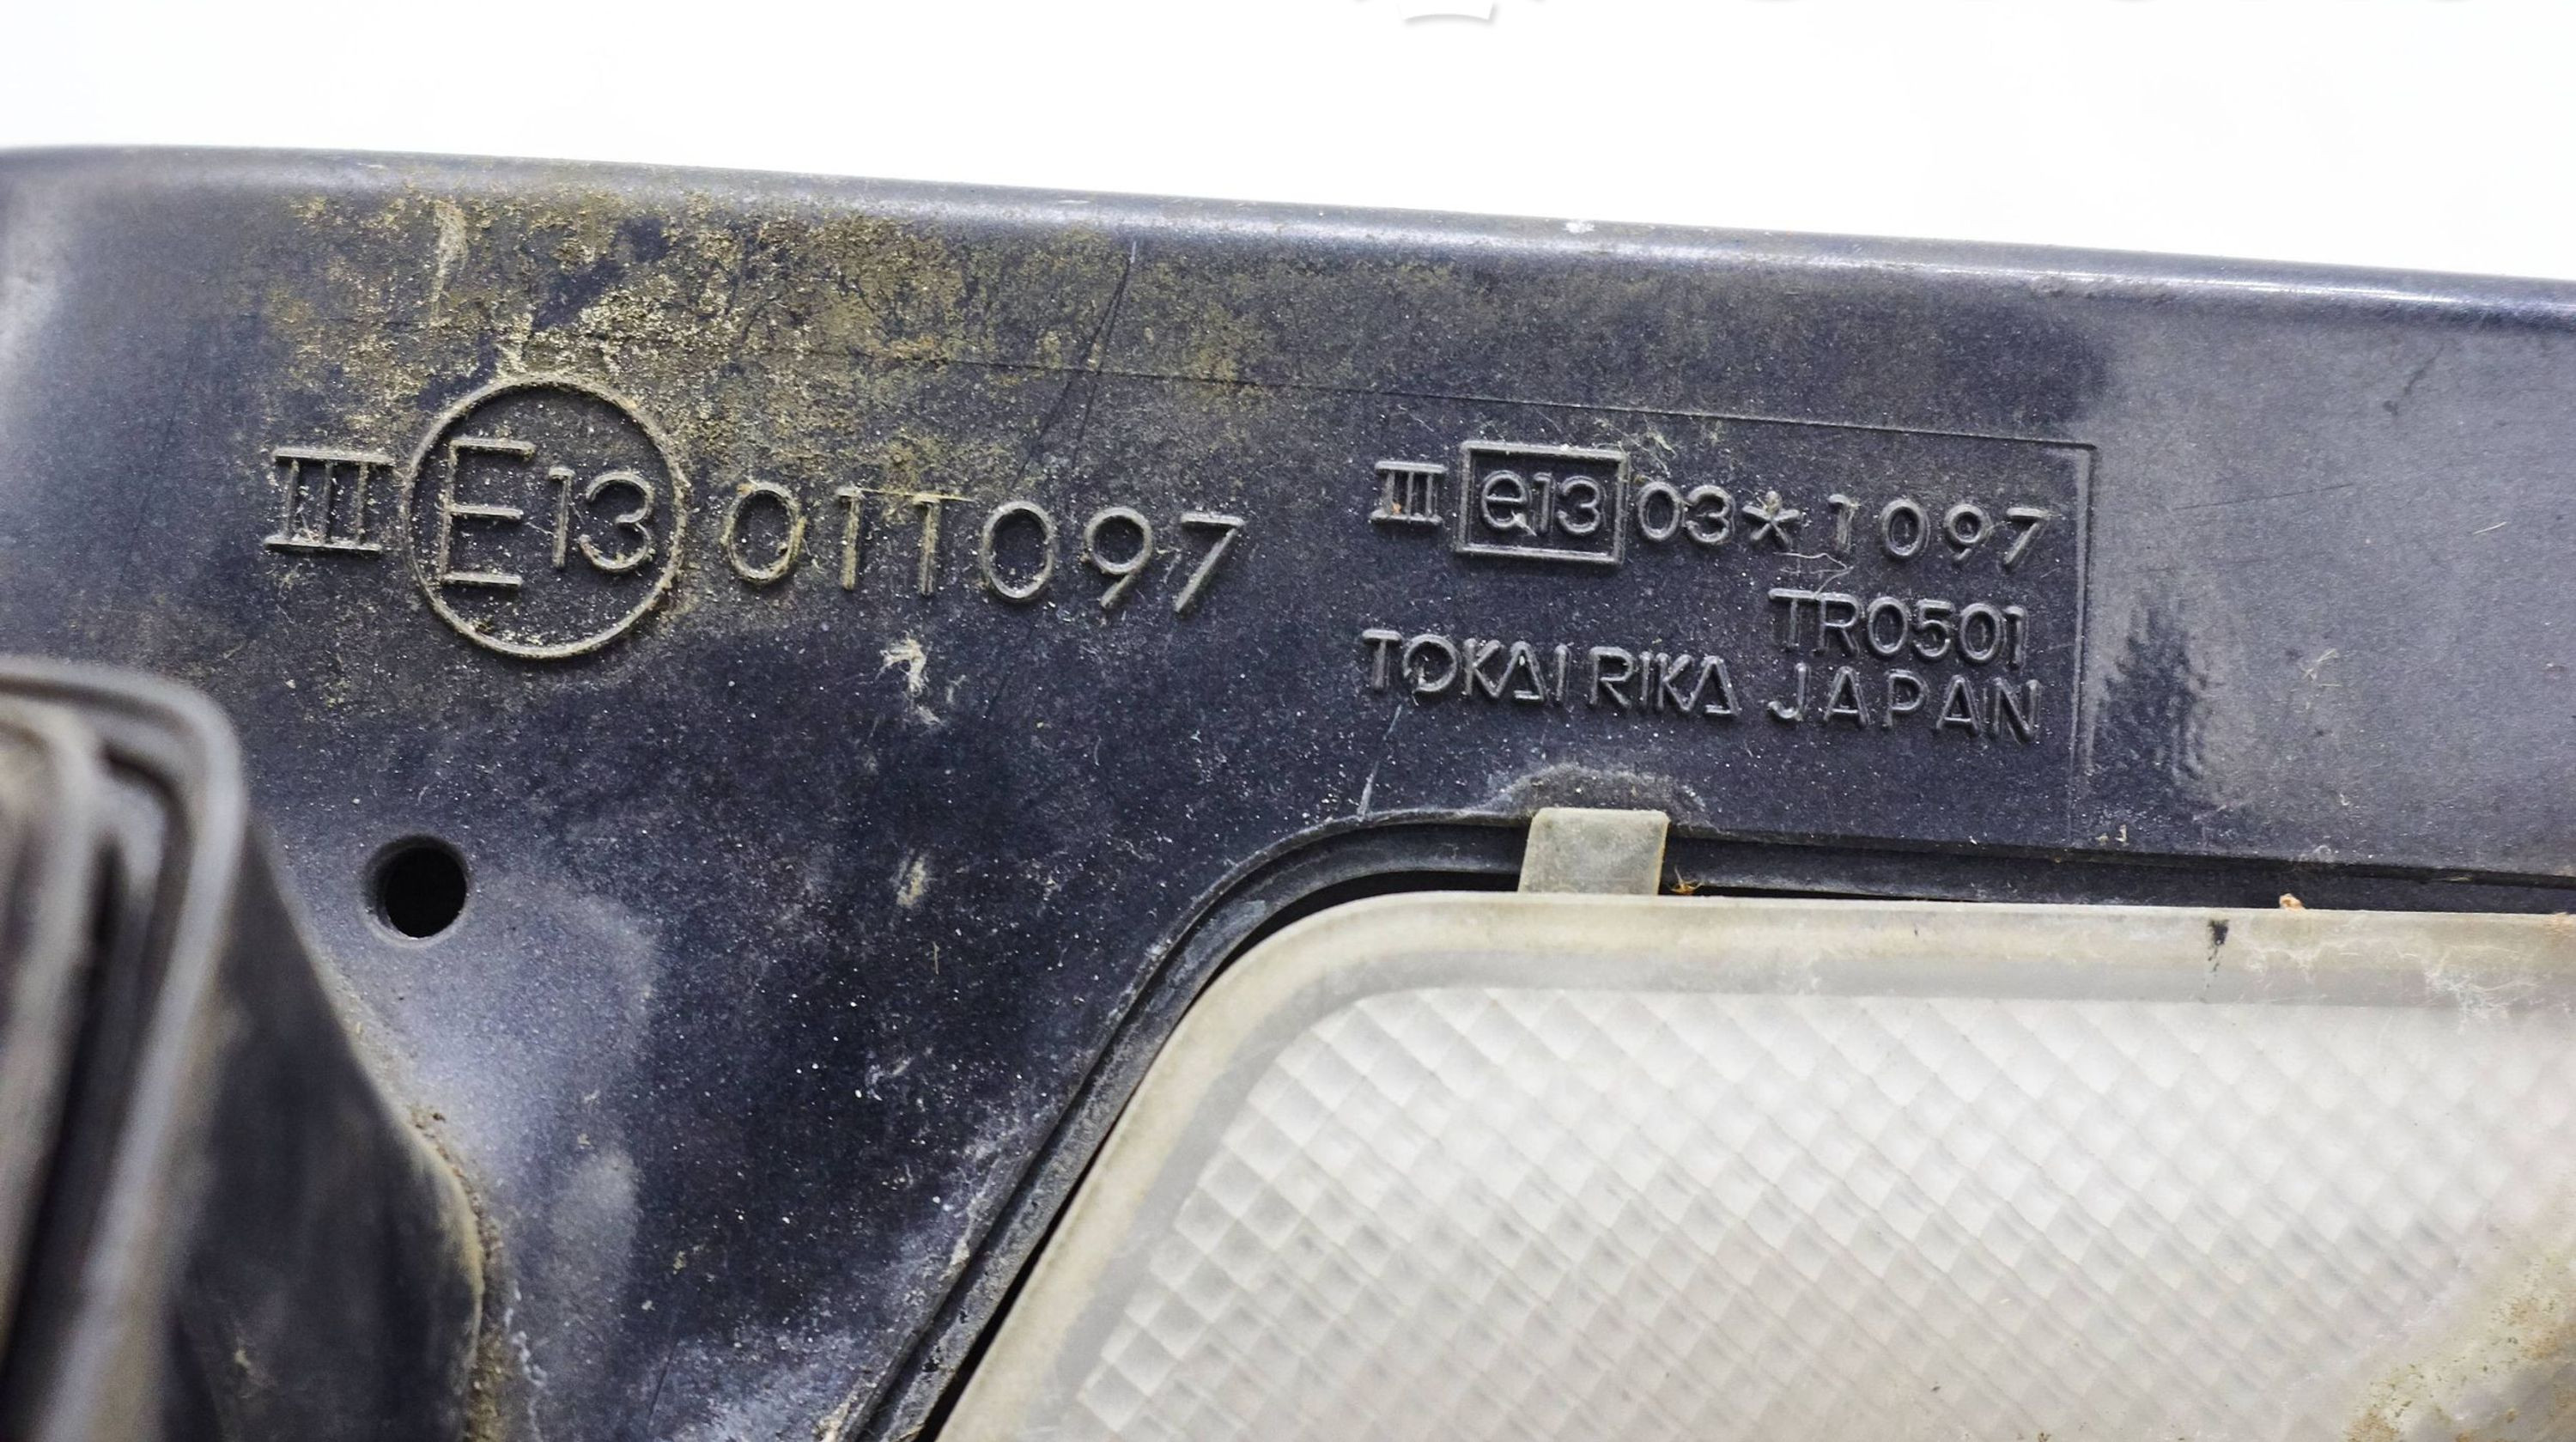 III E13 011097
III e13 03*1097
TR0501
TOKAI RIKA JAPAN